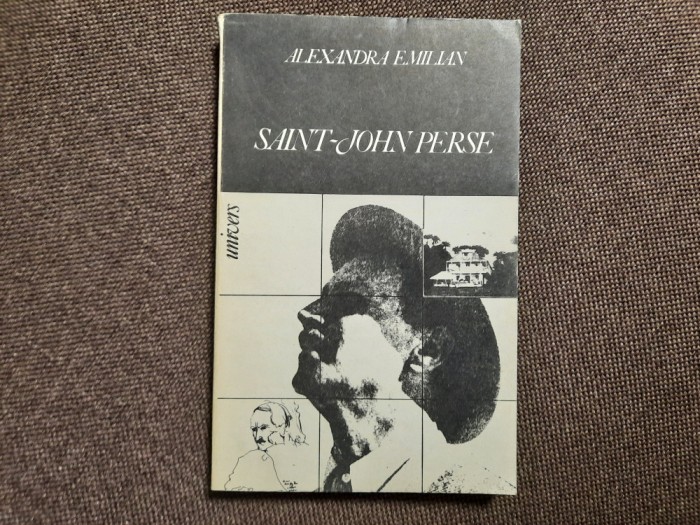 ALEXANDRA EMILIAN
SAINT-JOHN PERSE
univers